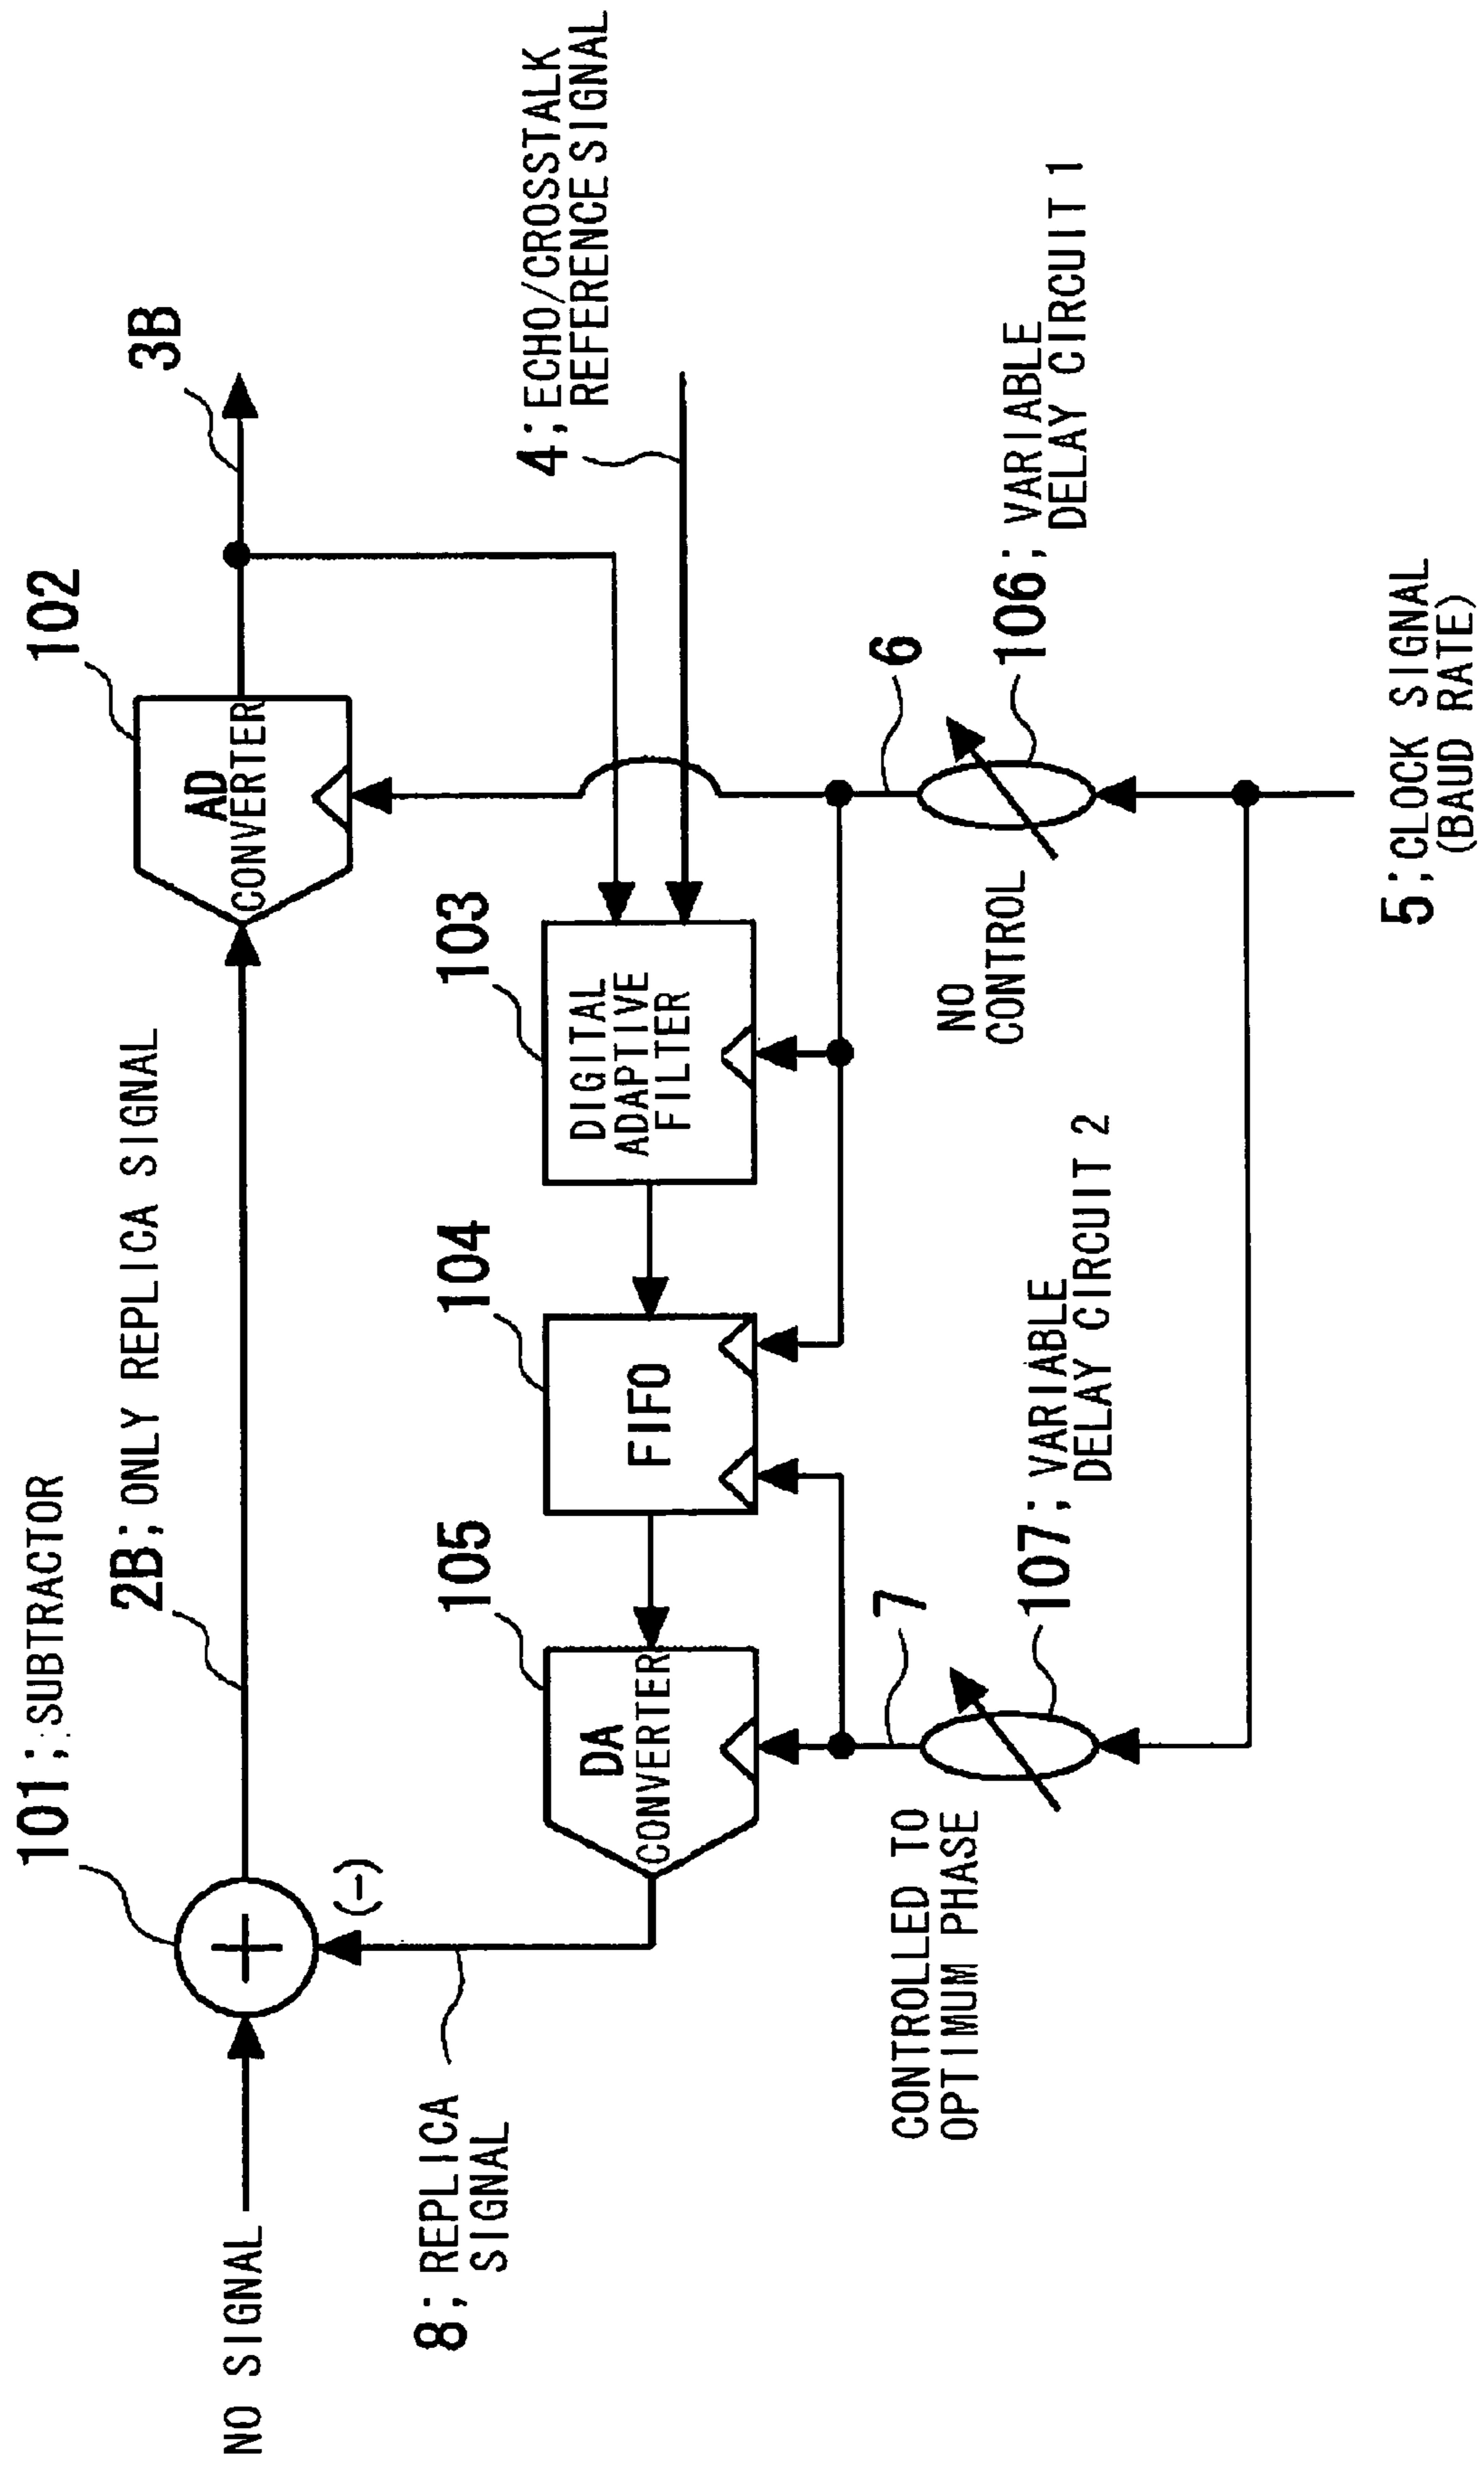 NO SIGNAL
101; SUBTRACTOR
2B; ONLY REPLICA SIGNAL
102
3B
AD
CONVERTER
(-)
8; REPLICA
SIGNAL
105
DA
CONVERTER
104
FIFO
103
DIGITAL
ADAPTIVE
FILTER
4; ECHO/CROSSTALK
REFERENCE SIGNAL
CONTROLLED TO
OPTIMUM PHASE
7
107; VARIABLE
DELAY CIRCUIT 2
NO
CONTROL
6
106; VARIABLE
DELAY CIRCUIT 1
5; CLOCK SIGNAL
(BAUD RATE)